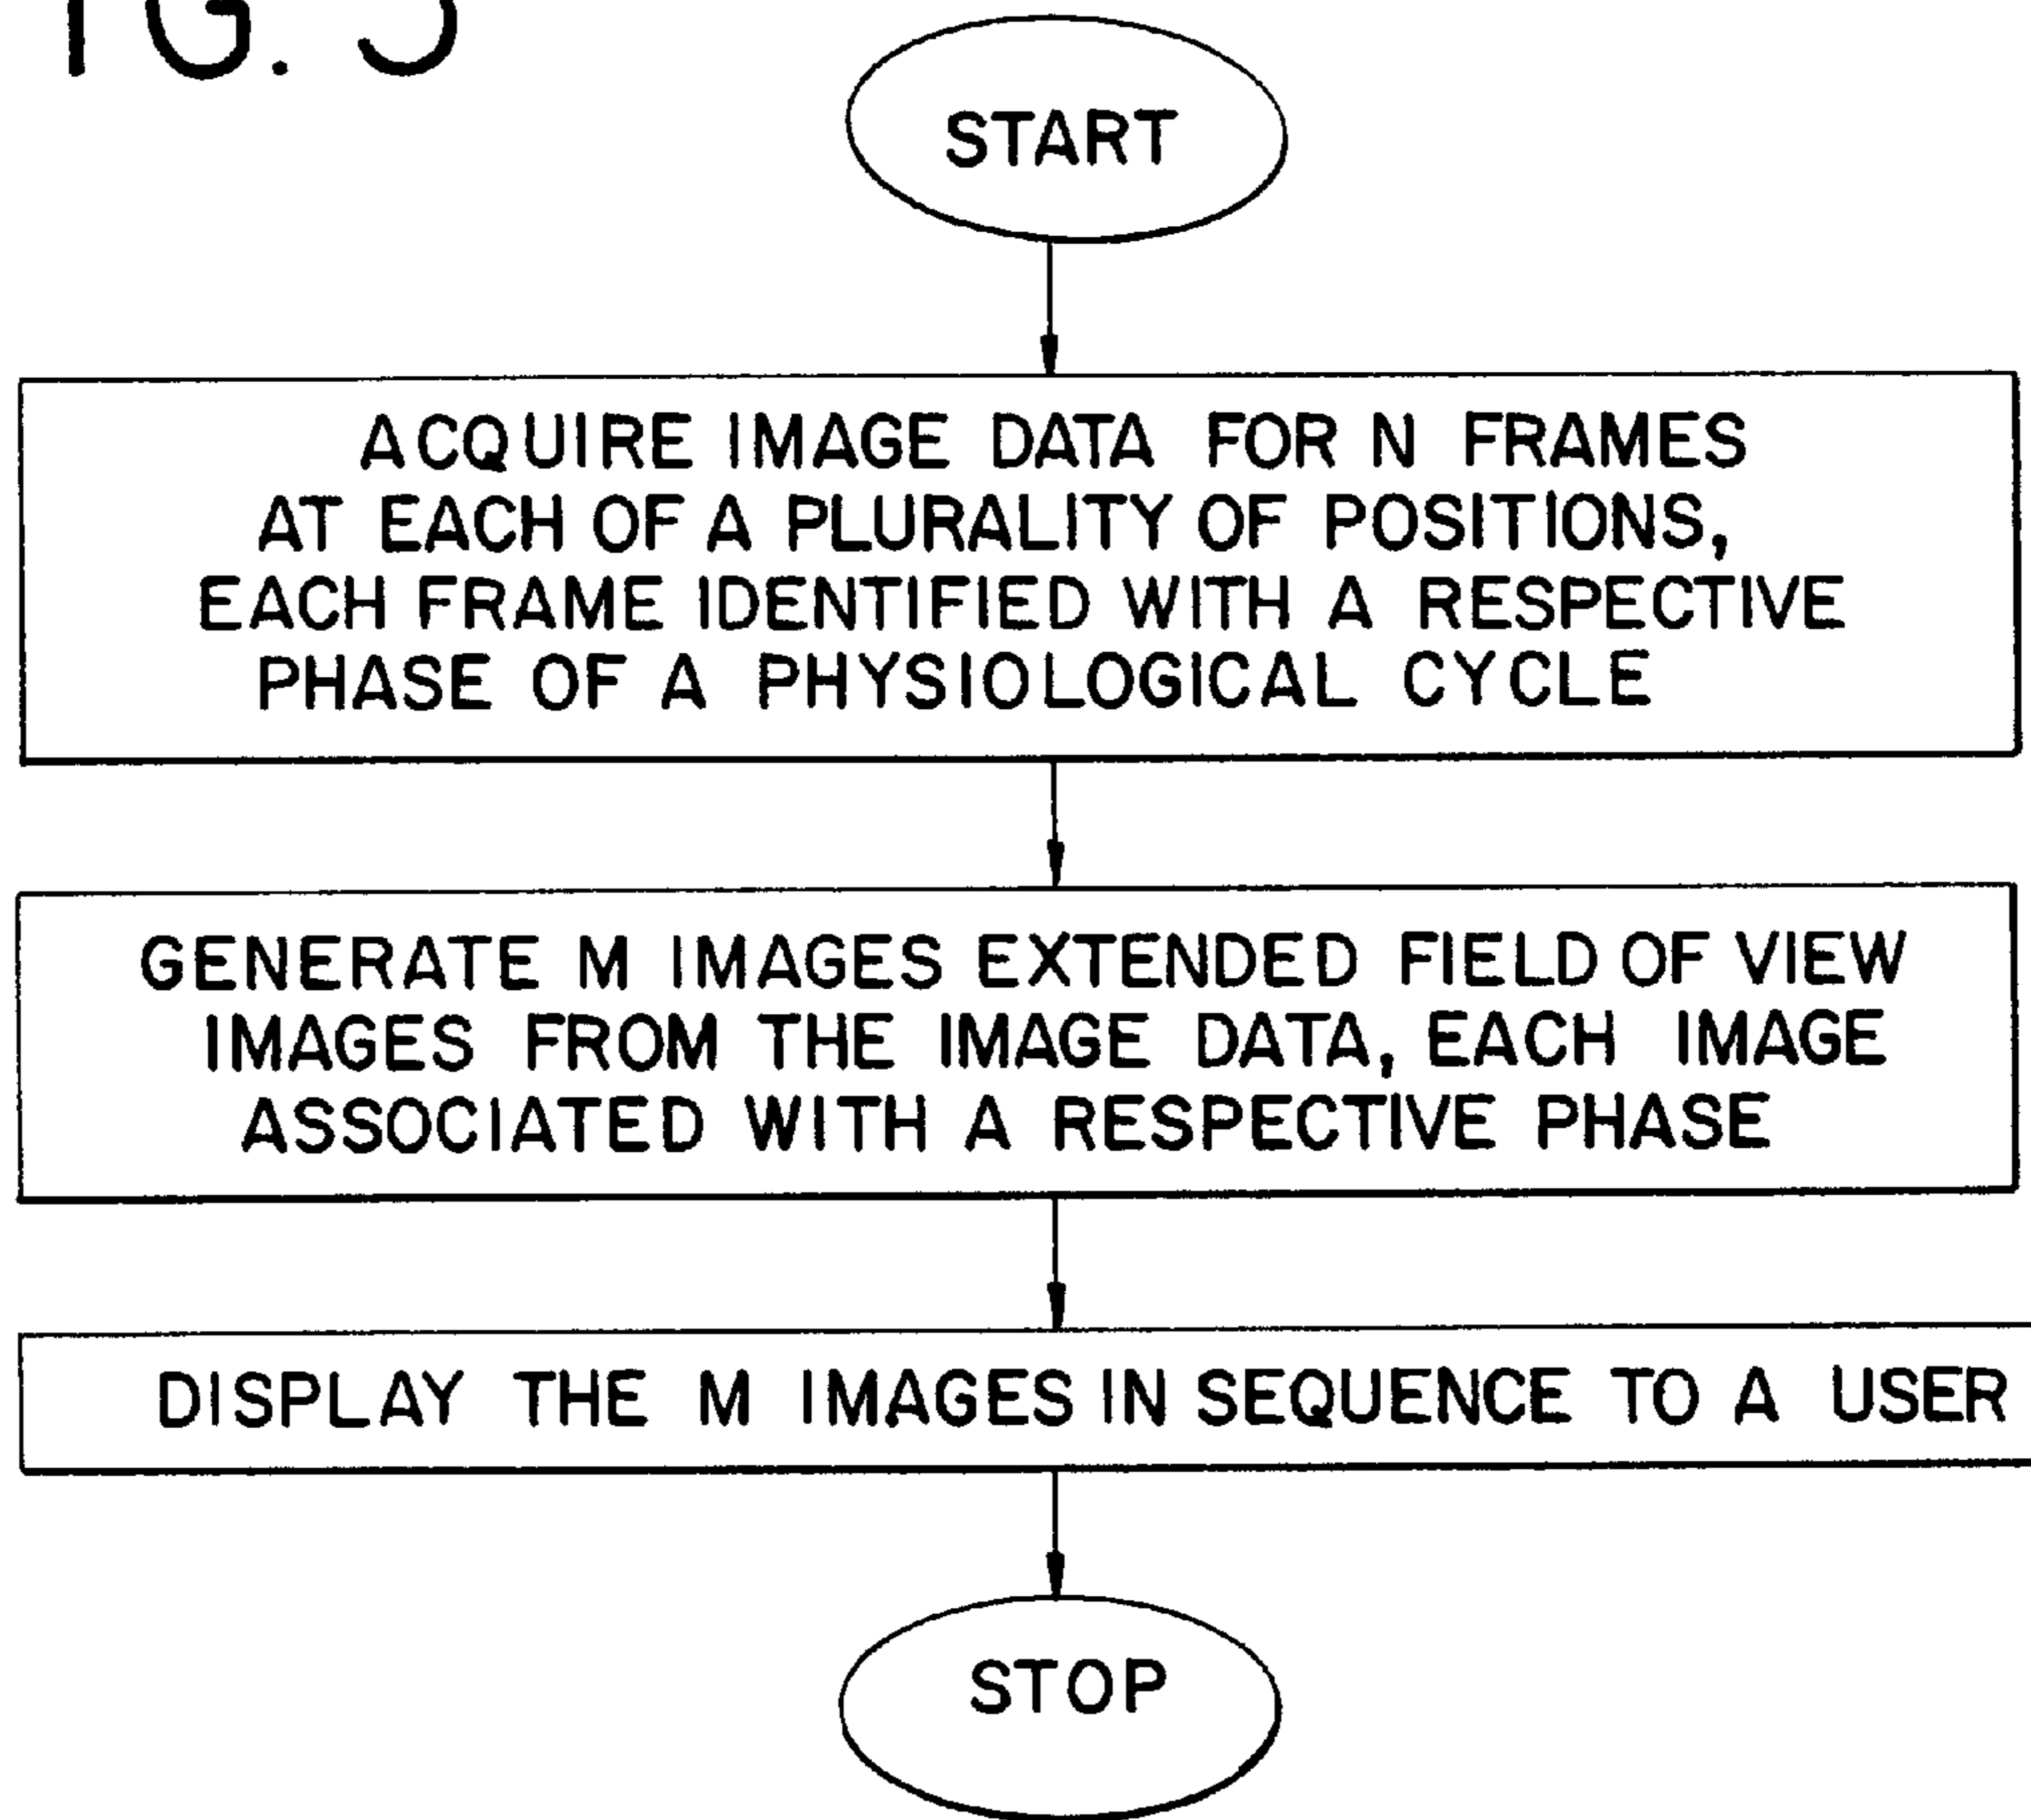 START
ACQUIRE IMAGE DATA FOR N FRAMES
AT EACH OF A PLURALITY OF POSITIONS,
EACH FRAME IDENTIFIED WITH A RESPECTIVE
PHASE OF A PHYSIOLOGICAL CYCLE
GENERATE M IMAGES EXTENDED FIELD OF VIEW
IMAGES FROM THE IMAGE DATA, EACH IMAGE
ASSOCIATED WITH A RESPECTIVE PHASE
DISPLAY THE M IMAGES IN SEQUENCE TO A USER
STOP